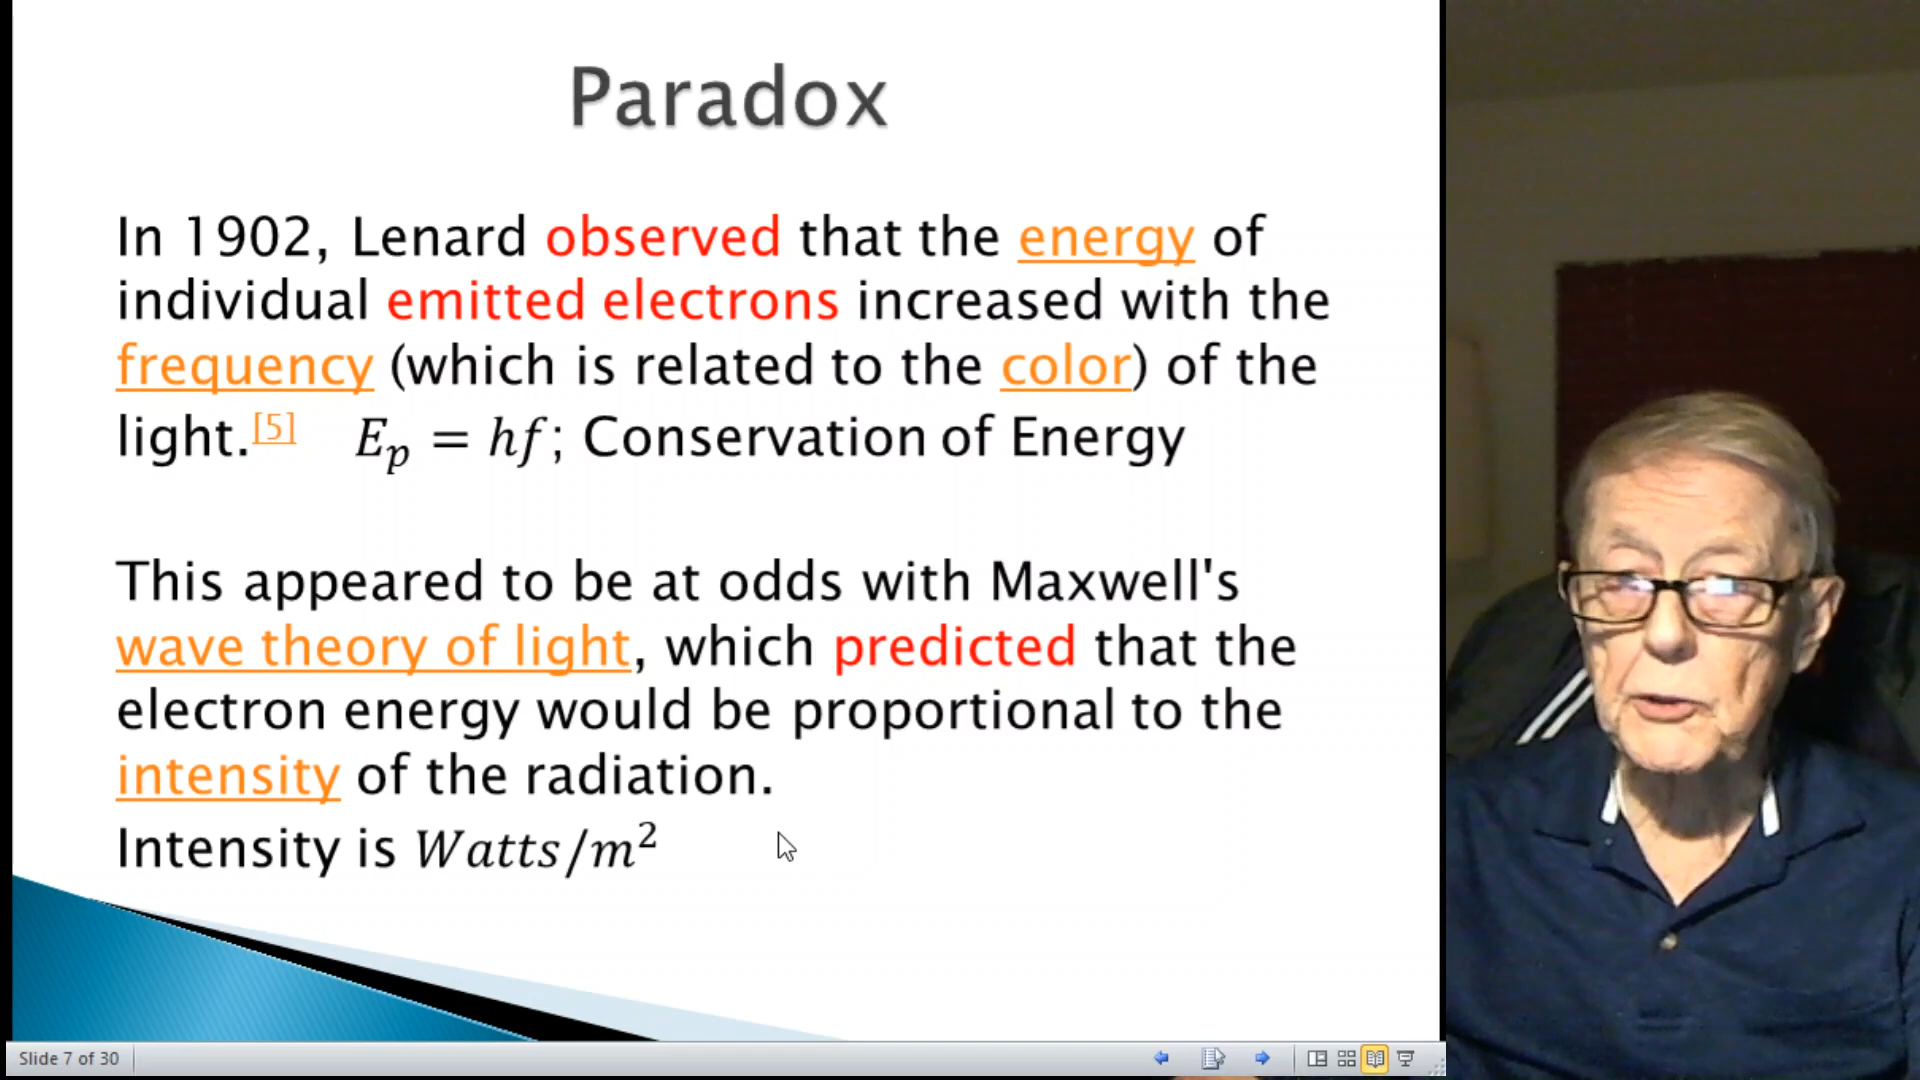 Paradox
In 1902, Lenard observed that the energy of
individual emitted electrons increased with the
frequency (which is related to the color) of the
light.[5] E_p = hf; Conservation of Energy
This appeared to be at odds with Maxwell's
wave theory of light, which predicted that the
electron energy would be proportional to the
intensity of the radiation.
Intensity is Watts/m²
Slide 7 of 30